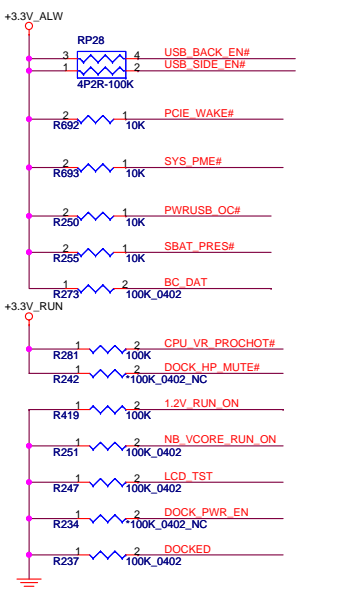 +3.3V_ALW
RP28
3 4 USB_BACK_EN#
1 2 USB_SIDE_EN#
4P2R-100K
2 1 PCIE_WAKE#
R692 10K
2 1 SYS_PME#
R693 10K
2 1 PWRUSB_OC#
R250 10K
2 1 SBAT_PRES#
R255 10K
1 2 BC_DAT
R273 100K_0402
+3.3V_RUN
1 2 CPU_VR_PROCHOT#
R281 100K
1 2 DOCK_HP_MUTE#
R242 *100K_0402_NC
1 2 1.2V_RUN_ON
R419 100K
1 2 NB_VCORE_RUN_ON
R251 100K_0402
1 2 LCD_TST
R247 100K_0402
1 2 DOCK_PWR_EN
R234 *100K_0402_NC
1 2 DOCKED
R237 100K_0402